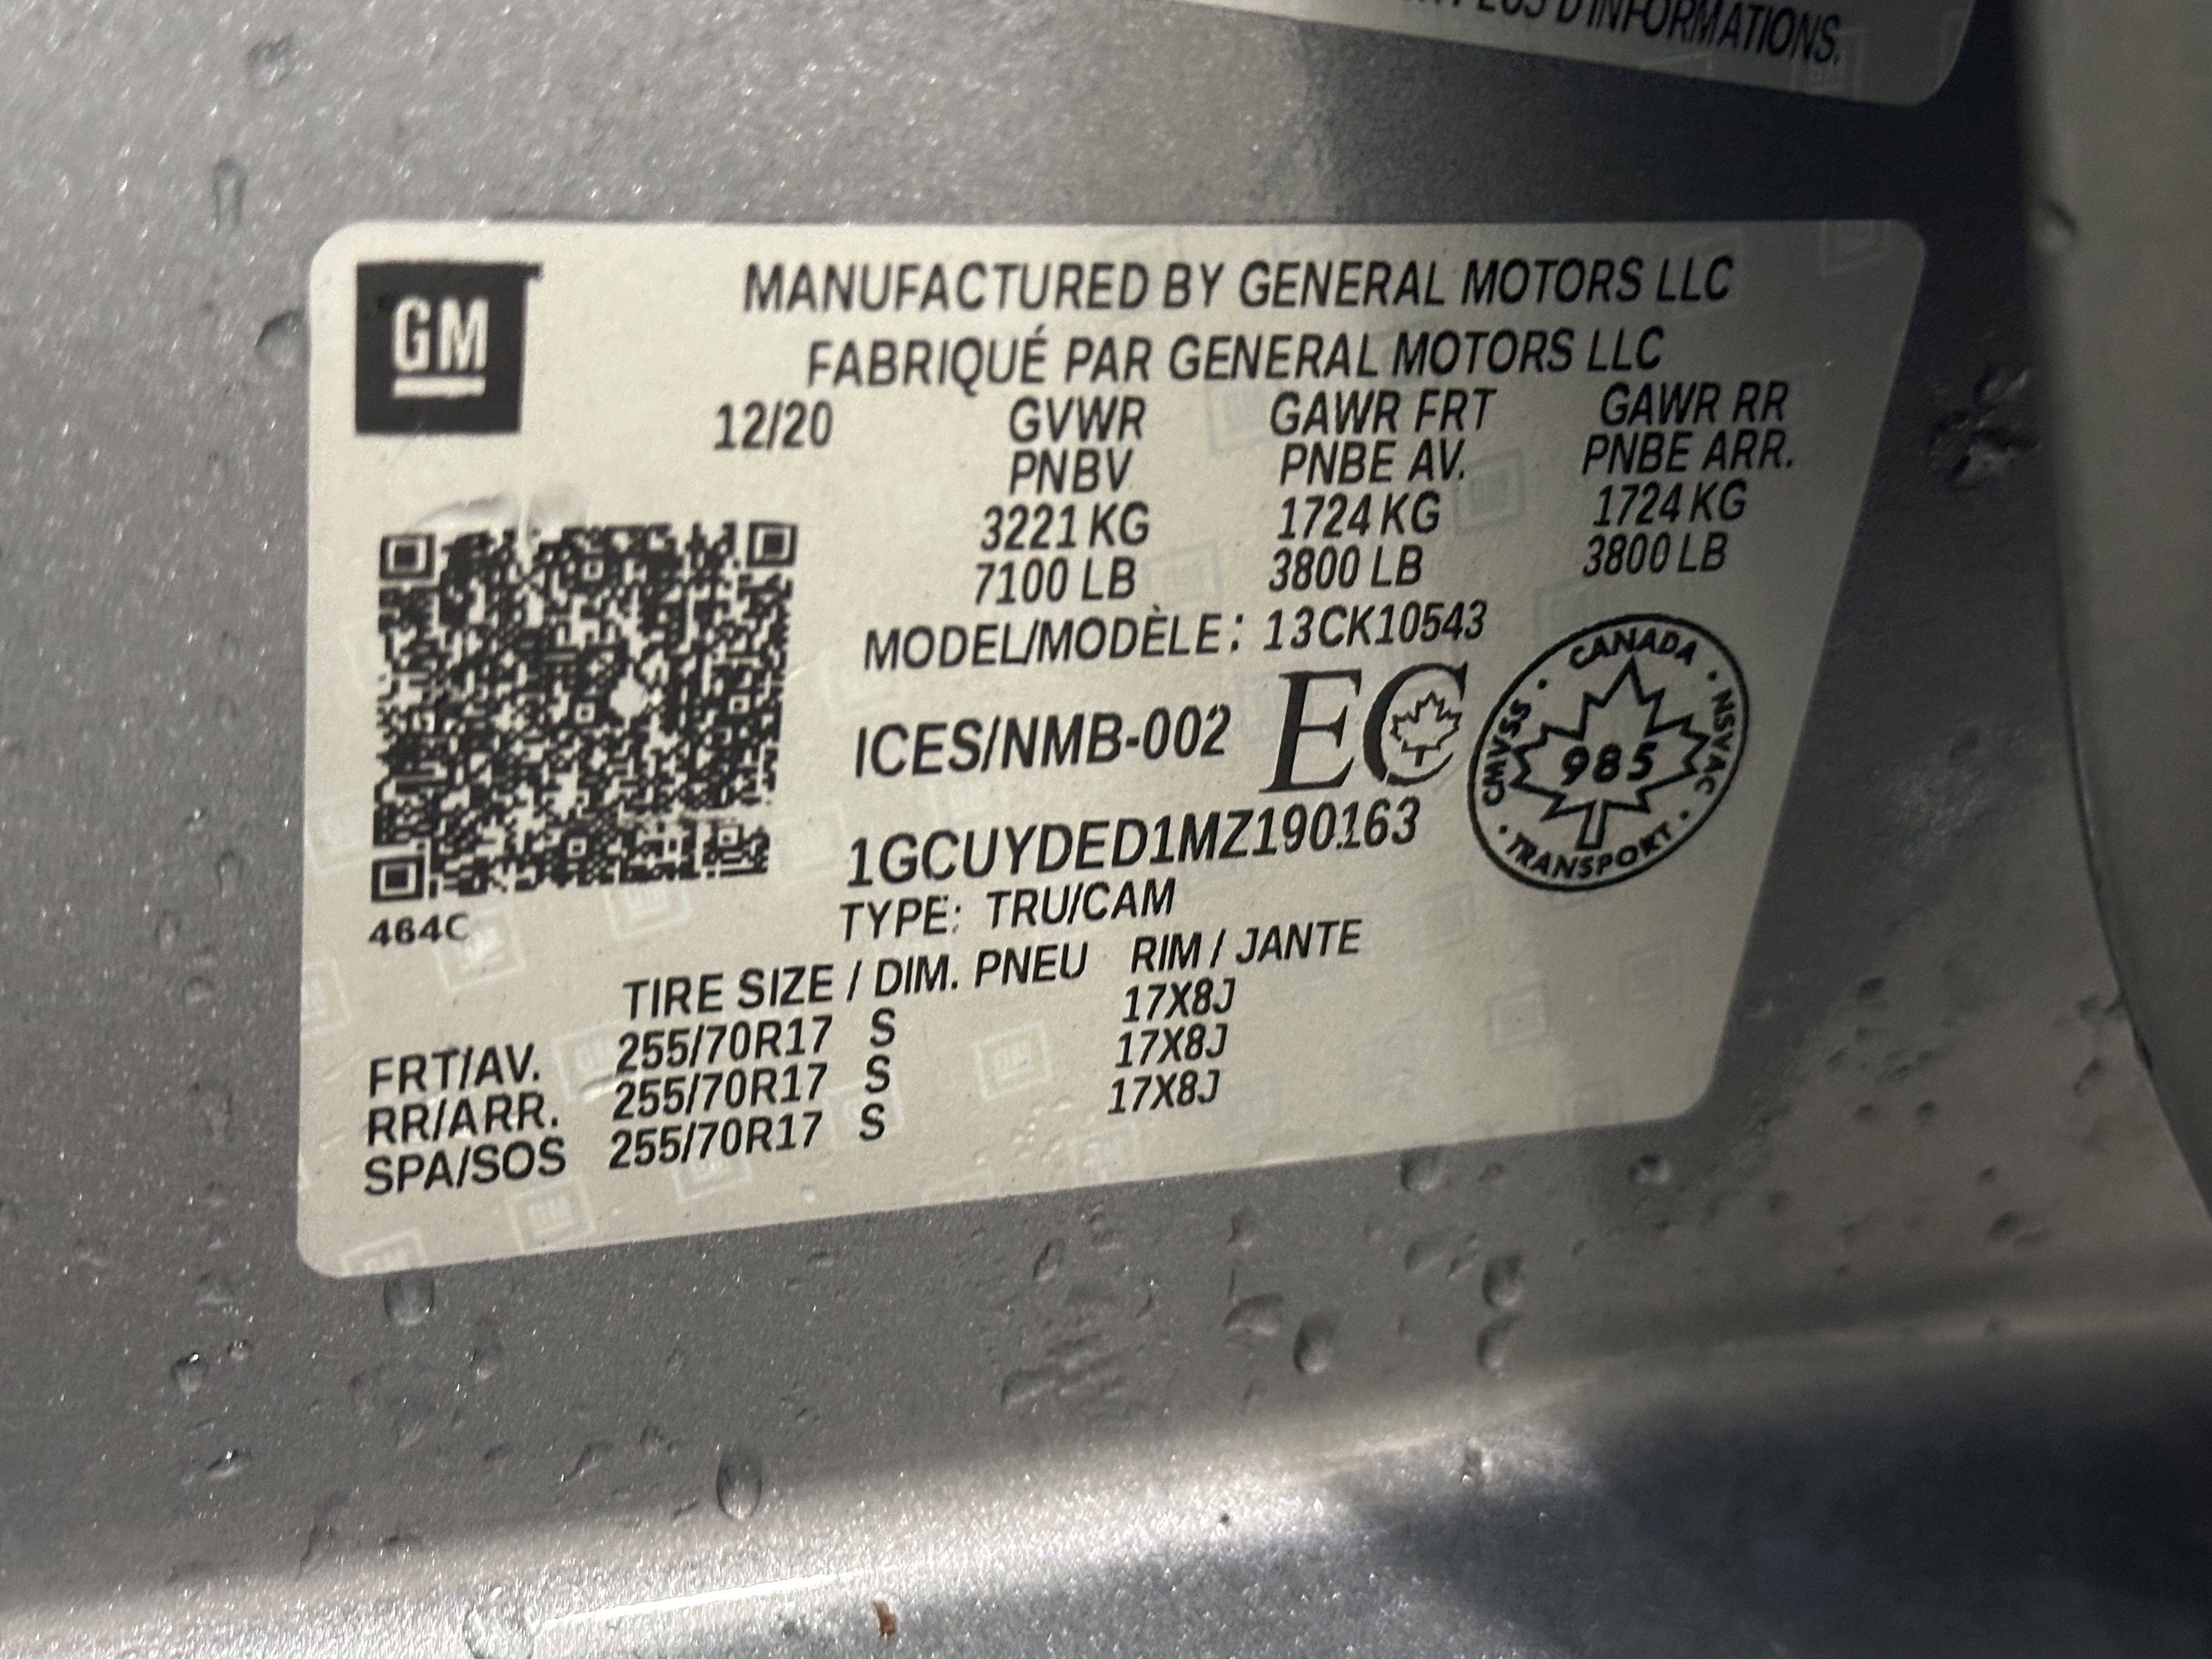 PLUS D'INFORMATIONS.
GM
MANUFACTURED BY GENERAL MOTORS LLC
FABRIQUÉ PAR GENERAL MOTORS LLC
12/20 GVWR GAWR FRT GAWR RR
PNBV PNBE AV. PNBE ARR.
3221 KG 1724 KG 1724 KG
7100 LB 3800 LB 3800 LB
MODEL/MODÈLE: 13CK10543
ICES/NMB-002 EC
CANADA · NSVAC · TRANSPORT · CMVSS ·
985
1GCUYDED1MZ190163
464C
TYPE: TRU/CAM
TIRE SIZE / DIM. PNEU RIM / JANTE
FRT/AV. 255/70R17 S 17X8J
RR/ARR. 255/70R17 S 17X8J
SPA/SOS 255/70R17 S 17X8J